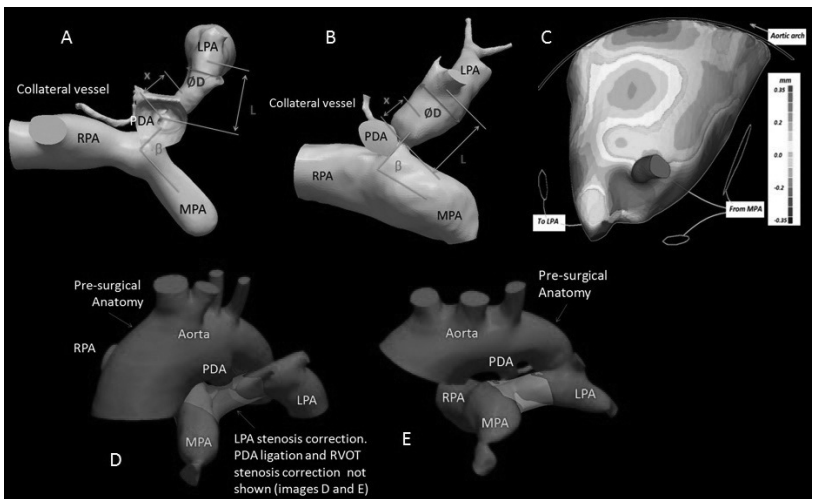 A
LPA
Collateral vessel
x
ØD
L
PDA
RPA
β
MPA
B
LPA
Collateral vessel
x
ØD
PDA
β
L
RPA
MPA
C
Aortic arch
mm
0.35
0.2
0.0
-0.2
-0.35
To LPA
From MPA
Pre-surgical
Anatomy
Aorta
RPA
PDA
LPA
MPA
D
LPA stenosis correction.
PDA ligation and RVOT
stenosis correction not
shown (images D and E)
Pre-surgical
Anatomy
Aorta
PDA
RPA
LPA
MPA
E